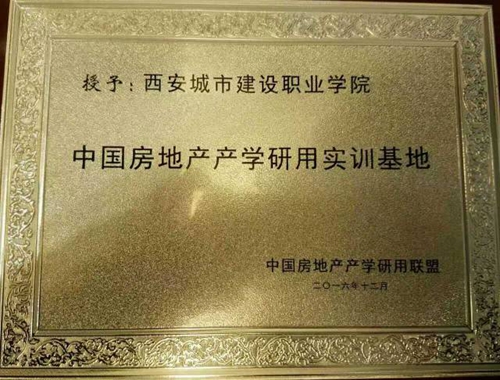 授予：西安城市建设职业学院
中国房地产产学研用实训基地
中国房地产产学研用联盟
二〇一六年十二月